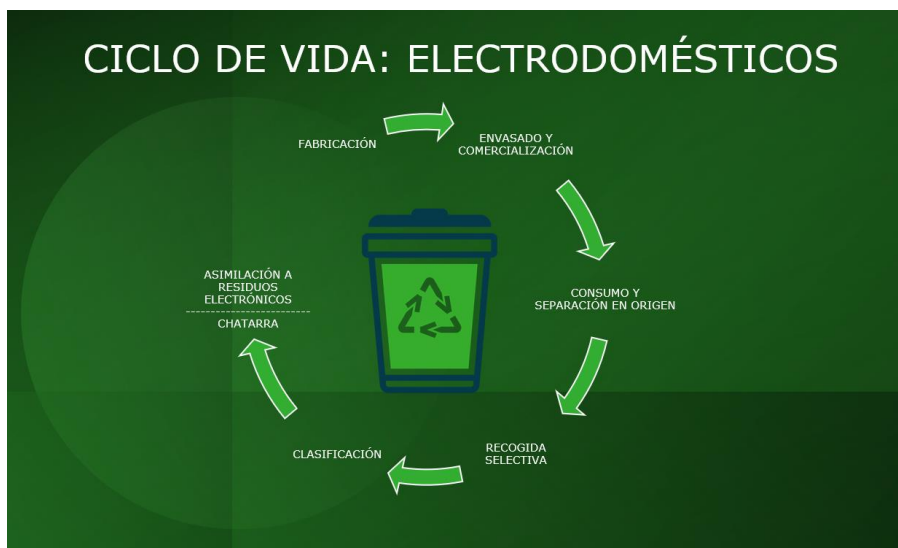 CICLO DE VIDA: ELECTRODOMÉSTICOS
FABRICACIÓN
ENVASADO Y
COMERCIALIZACIÓN
CONSUMO Y
SEPARACIÓN EN ORIGEN
RECOGIDA
SELECTIVA
CLASIFICACIÓN
ASIMILACIÓN A
RESIDUOS
ELECTRÓNICOS
CHATARRA